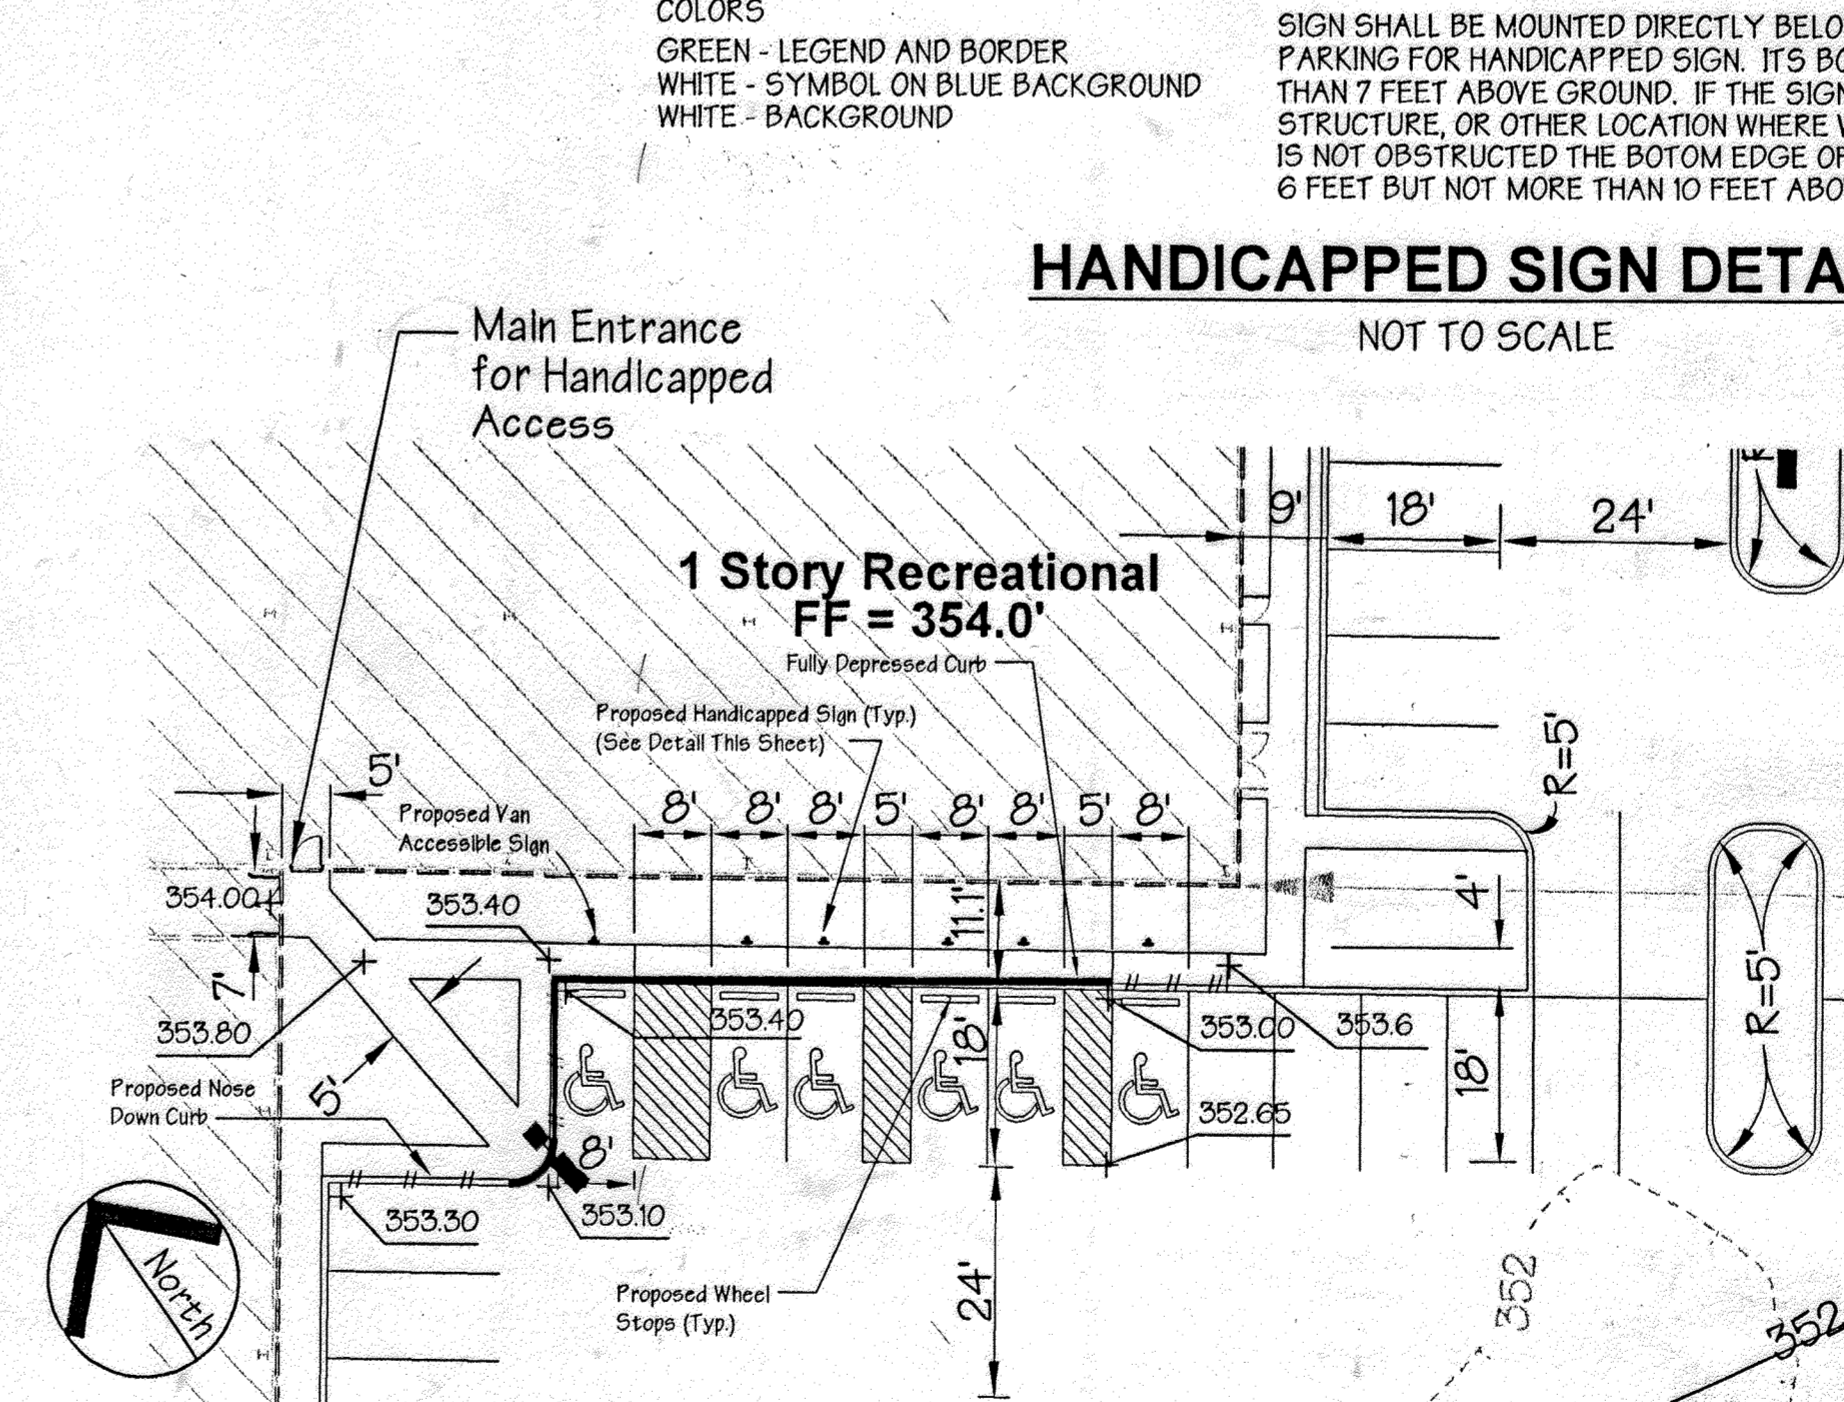 COLORS
GREEN - LEGEND AND BORDER
WHITE - SYMBOL ON BLUE BACKGROUND
WHITE - BACKGROUND
SIGN SHALL BE MOUNTED DIRECTLY BELO
PARKING FOR HANDICAPPED SIGN. ITS BO
THAN 7 FEET ABOVE GROUND. IF THE SIGN
STRUCTURE, OR OTHER LOCATION WHERE V
IS NOT OBSTRUCTED THE BOTOM EDGE OF
6 FEET BUT NOT MORE THAN 10 FEET ABO
HANDICAPPED SIGN DETA
NOT TO SCALE
Main Entrance
for Handicapped
Access
9'
18'
24'
1 Story Recreational
FF = 354.0'
Fully Depressed Curb
Proposed Handicapped Sign (Typ.)
(See Detail This Sheet)
R=5'
5'
Proposed Van
Accessible Sign
8'
8'
8'
5'
8'
8'
5'
8'
354.00
353.40
11.1'
4'
7'
353.80
353.40
18'
353.00
353.6
18'
R=5'
Proposed Nose
Down Curb
5'
8'
352.65
353.30
353.10
North
Proposed Wheel
Stops (Typ.)
24'
352
352